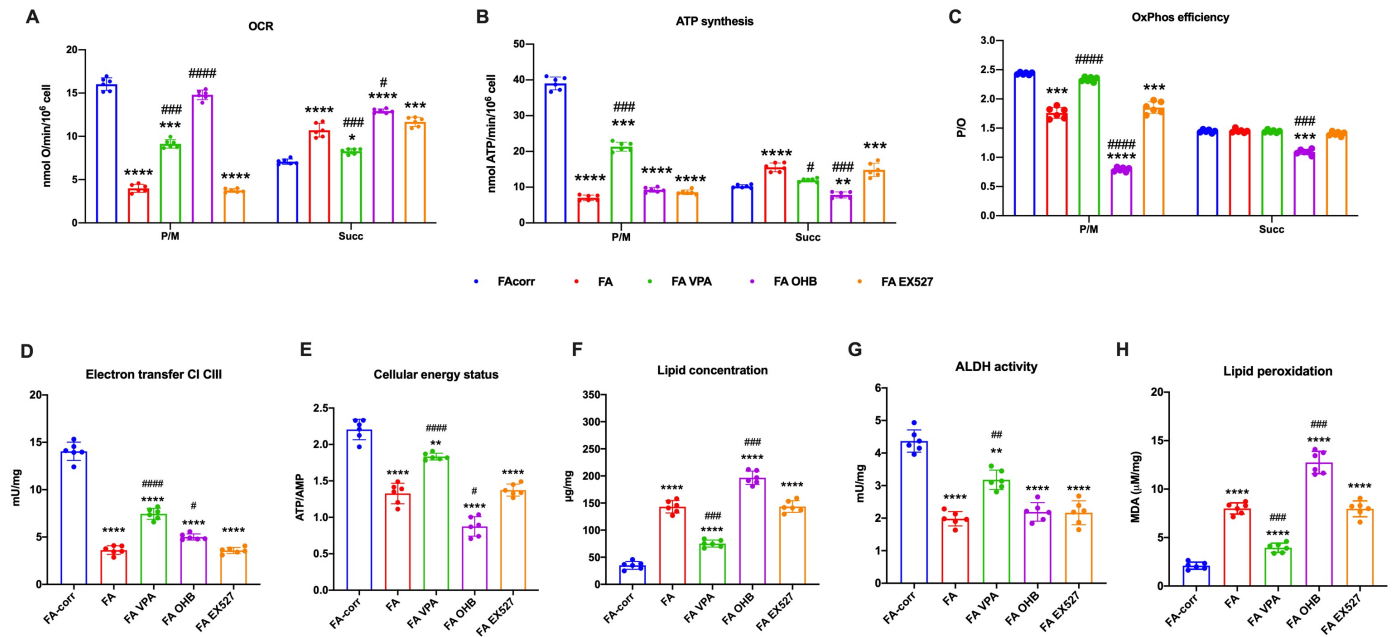 A
OCR
nmol O/min/10⁶ cell
20
15
10
5
0
****
###
***
####
****
****
###
*
#
****
***
P/M
Succ
B
ATP synthesis
nmol ATP/min/10⁶ cell
50
40
30
20
10
0
****
###
***
****
****
****
#
###
**
***
P/M
Succ
C
OxPhos efficiency
P/O
3.0
2.5
2.0
1.5
1.0
0.5
0.0
***
####
####
****
***
###
***
P/M
Succ
FAcorr
FA
FA VPA
FA OHB
FA EX527
D
Electron transfer CI CIII
mU/mg
20
15
10
5
0
****
####
****
#
****
****
FA-corr
FA
FA VPA
FA OHB
FA EX527
E
Cellular energy status
ATP/AMP
2.5
2.0
1.5
1.0
0.5
0.0
****
####
**
#
****
****
FA-corr
FA
FA VPA
FA OHB
FA EX527
F
Lipid concentration
µg/mg
350
300
250
200
150
100
50
0
****
###
****
###
****
****
FA-corr
FA
FA VPA
FA OHB
FA EX527
G
ALDH activity
mU/mg
6
5
4
3
2
1
0
****
##
**
****
****
FA-corr
FA
FA VPA
FA OHB
FA EX527
H
Lipid peroxidation
MDA (µM/mg)
20
15
10
5
0
****
###
****
###
****
****
FA-corr
FA
FA VPA
FA OHB
FA EX527